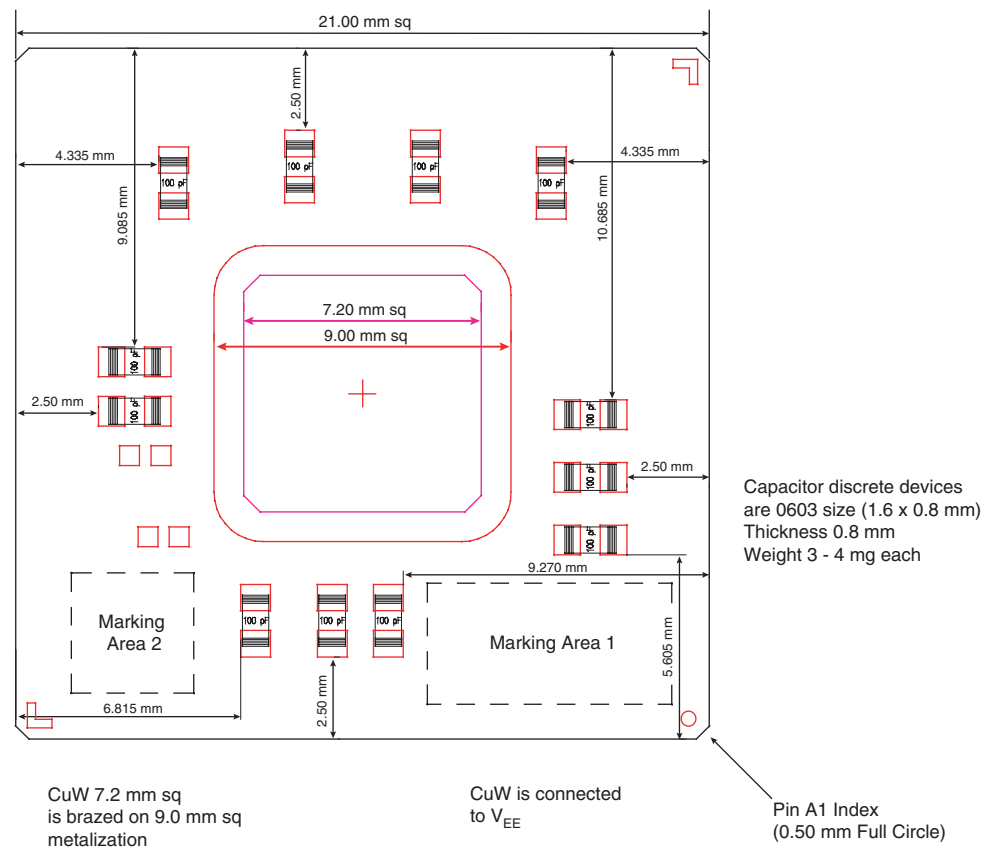 21.00 mm sq
2.50 mm
4.335 mm
4.335 mm
100 pF
100 pF
100 pF
100 pF
9.085 mm
10.685 mm
7.20 mm sq
9.00 mm sq
100 pF
2.50 mm
100 pF
100 pF
2.50 mm
100 pF
Capacitor discrete devices
are 0603 size (1.6 x 0.8 mm)
Thickness 0.8 mm
Weight 3 - 4 mg each
100 pF
9.270 mm
Marking
Area 2
100 pF
100 pF
100 pF
Marking Area 1
5.605 mm
6.815 mm
2.50 mm
CuW 7.2 mm sq
is brazed on 9.0 mm sq
metalization
CuW is connected
to VEE
Pin A1 Index
(0.50 mm Full Circle)